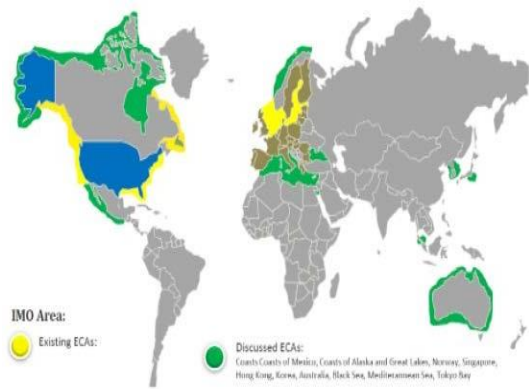 IMO Area:
Existing ECAs:
Discussed ECAs:
Coasts Coasts of Mexico, Coasts of Alaska and Great Lakes, Norway, Singapore,
Hong Kong, Korea, Australia, Black Sea, Mediterranean Sea, Tokyo Bay